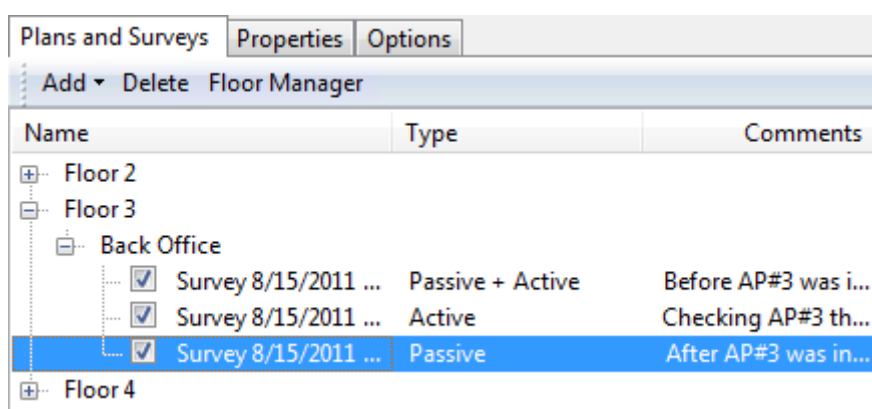 Plans and Surveys Properties Options
Add Delete Floor Manager
Name Type Comments
Floor 2
Floor 3
Back Office
Survey 8/15/2011 ... Passive + Active Before AP#3 was i...
Survey 8/15/2011 ... Active Checking AP#3 th...
Survey 8/15/2011 ... Passive After AP#3 was in...
Floor 4